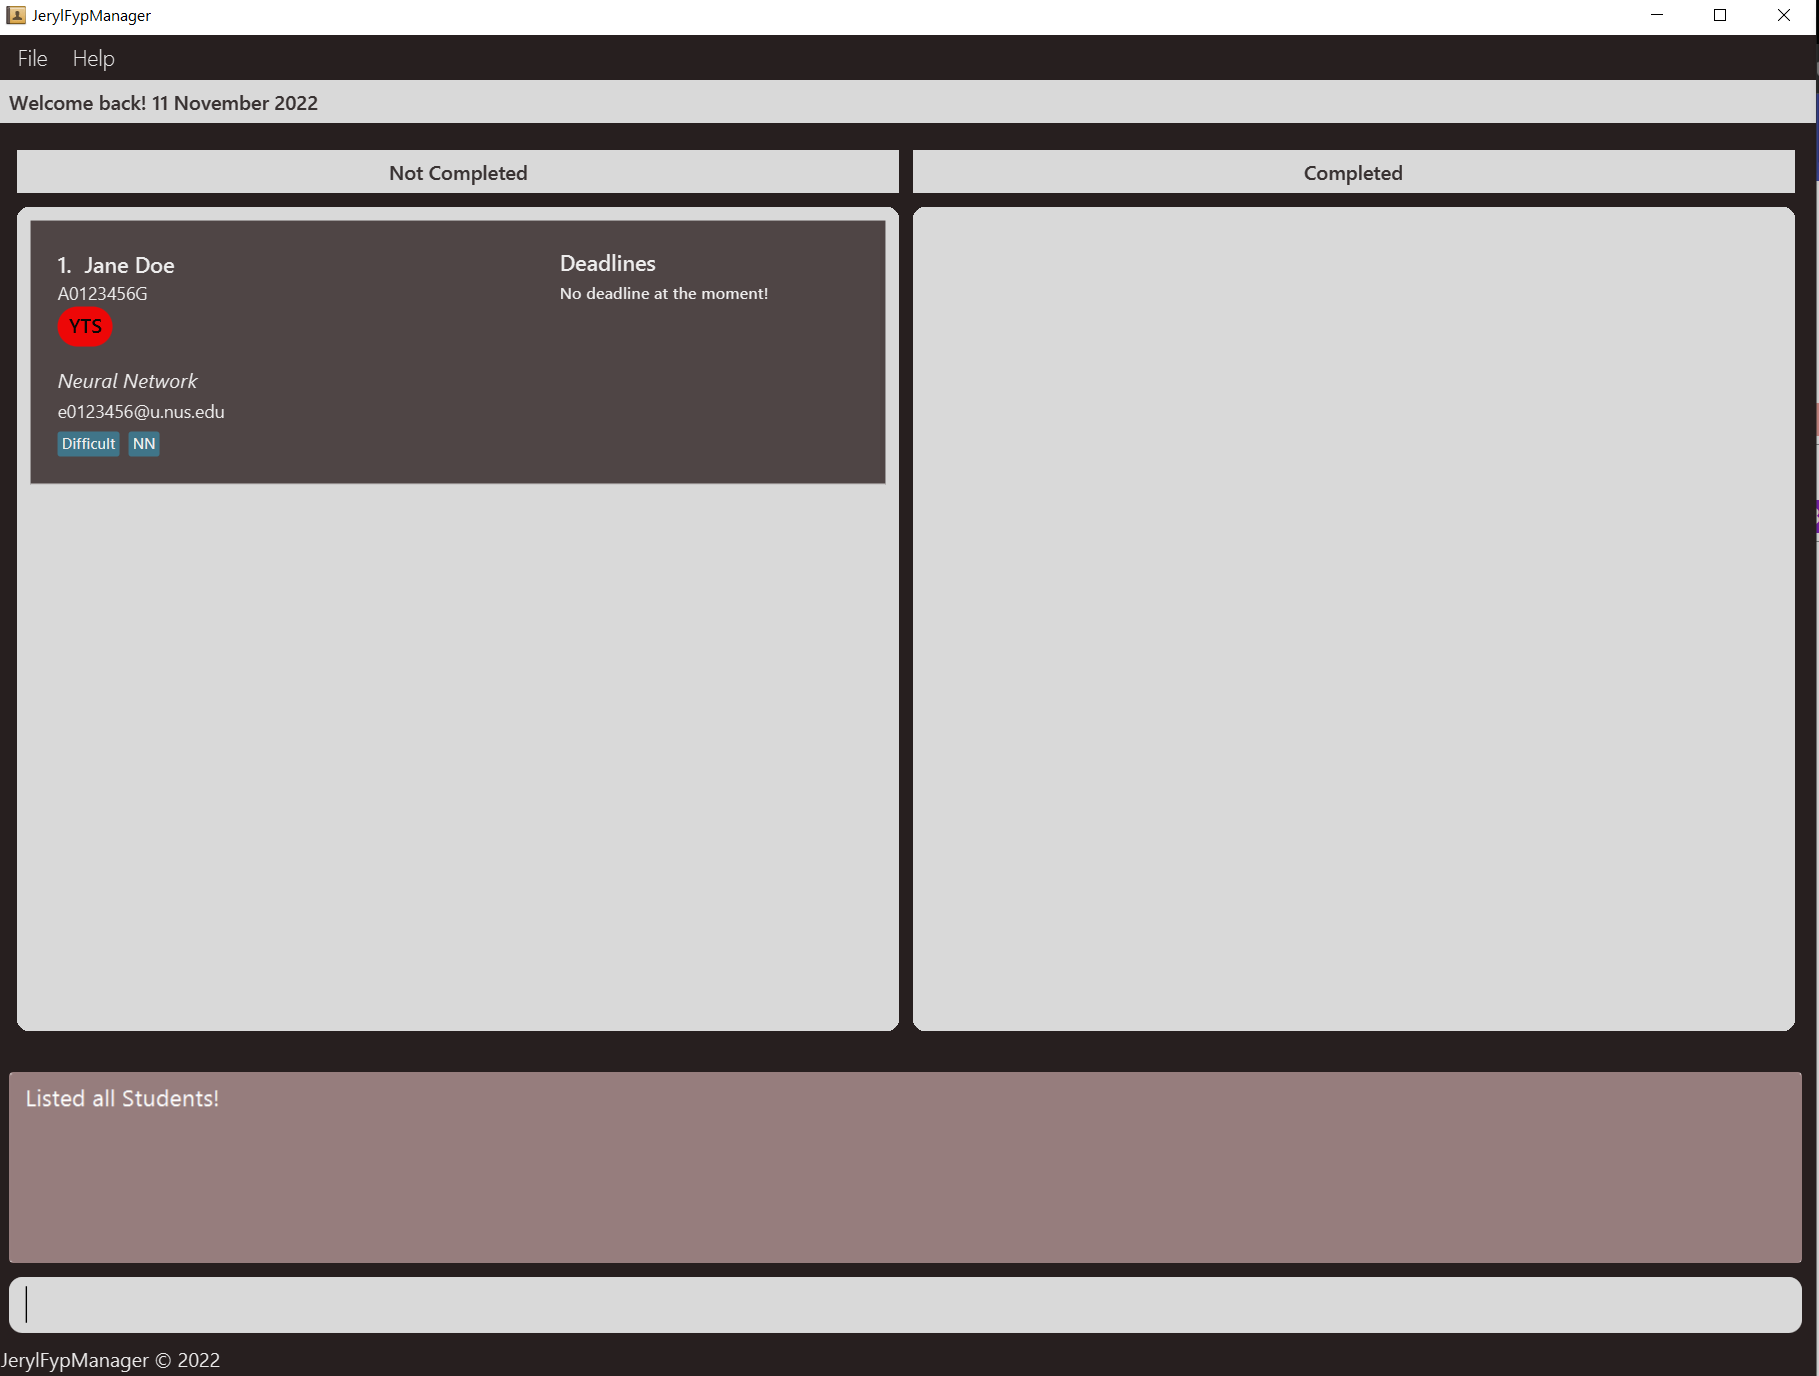 JerylFypManager
File Help
Welcome back! 11 November 2022
Not Completed
Completed
1. Jane Doe
A0123456G
YTS
Neural Network
e0123456@u.nus.edu
Difficult NN
Deadlines
No deadline at the moment!
Listed all Students!
JerylFypManager © 2022